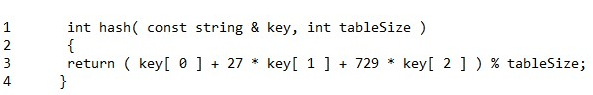 1 int hash( const string & key, int tableSize )
2 {
3 return ( key[ 0 ] + 27 * key[ 1 ] + 729 * key[ 2 ] ) % tableSize;
4 }